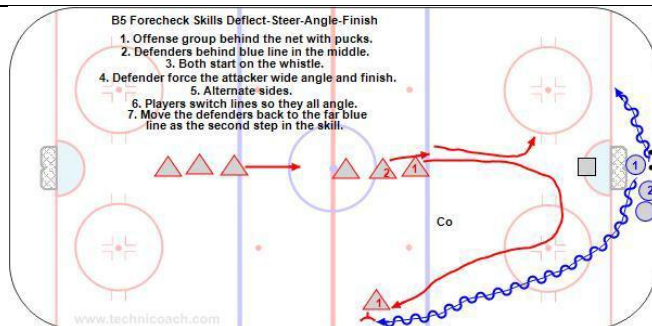 B5 Forecheck Skills Deflect-Steer-Angle-Finish
1. Offense group behind the net with pucks.
2. Defenders behind blue line in the middle.
3. Both start on the whistle.
4. Defender force the attacker wide angle and finish.
5. Alternate sides.
6. Players switch lines so they all angle.
7. Move the defenders back to the far blue
line as the second step in the skill.
2
1
1
2
Co
1
www.technicoach.com